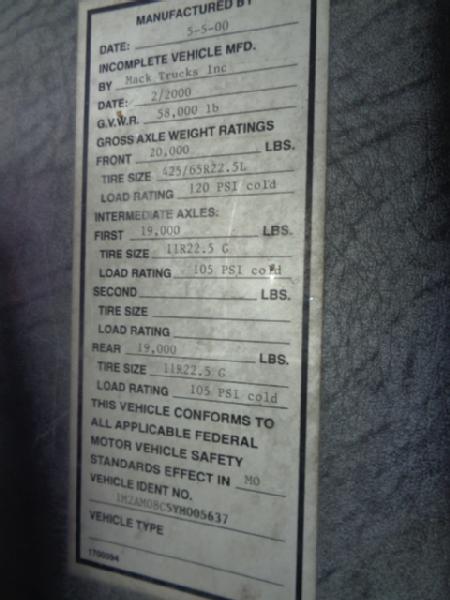 MANUFACTURED BY
DATE: 5-5-00
INCOMPLETE VEHICLE MFD.
BY Mack Trucks Inc
DATE: 2/2000
G.V.W.R. 58,000 lb
GROSS AXLE WEIGHT RATINGS
FRONT 20,000 LBS.
TIRE SIZE 425/65R22.5L
LOAD RATING 120 PSI cold
INTERMEDIATE AXLES:
FIRST 19,000 LBS.
TIRE SIZE 11R22.5 G
LOAD RATING 105 PSI cold
SECOND LBS.
TIRE SIZE
LOAD RATING
REAR 19,000 LBS.
TIRE SIZE 11R22.5 G
LOAD RATING 105 PSI cold
THIS VEHICLE CONFORMS TO
ALL APPLICABLE FEDERAL
MOTOR VEHICLE SAFETY
STANDARDS EFFECT IN MO
VEHICLE IDENT NO.
1M2AM08C5YM005637
VEHICLE TYPE